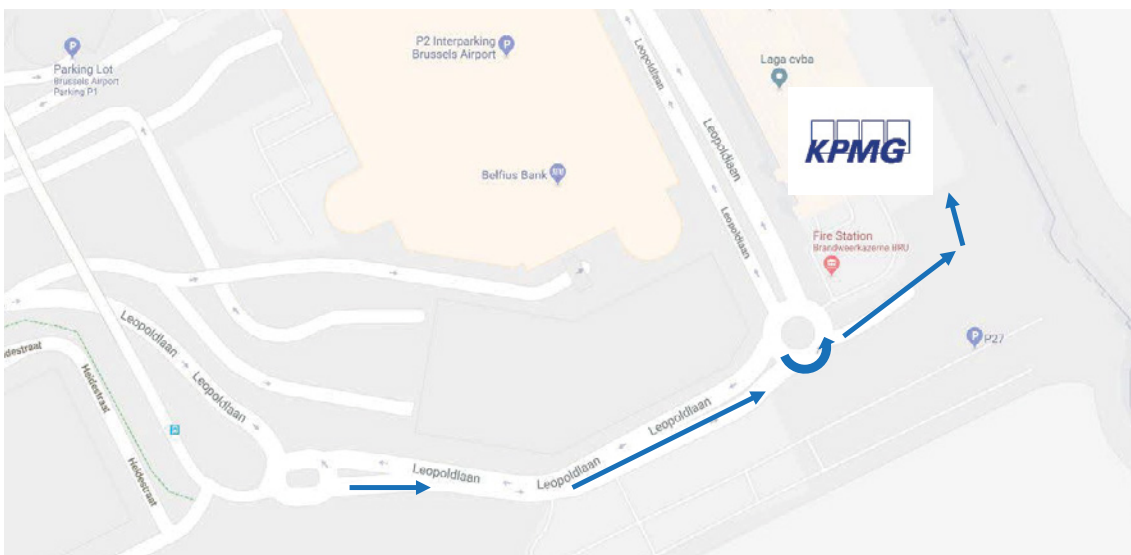 P2 Interparking
Brussels Airport
P
P
Parking Lot
Brussels Airport
Parking P1
Leopoldlaan
Laga cvba
Leopoldlaan
KPMG
Belfius Bank
Leopoldlaan
Fire Station
Brandweerkazerne BRU
Leopoldlaan
P
P27
eidestraat
Heidestraat
Leopoldlaan
Leopoldlaan
Leopoldlaan
Leopoldlaan
Leopoldlaan
Heidestraat